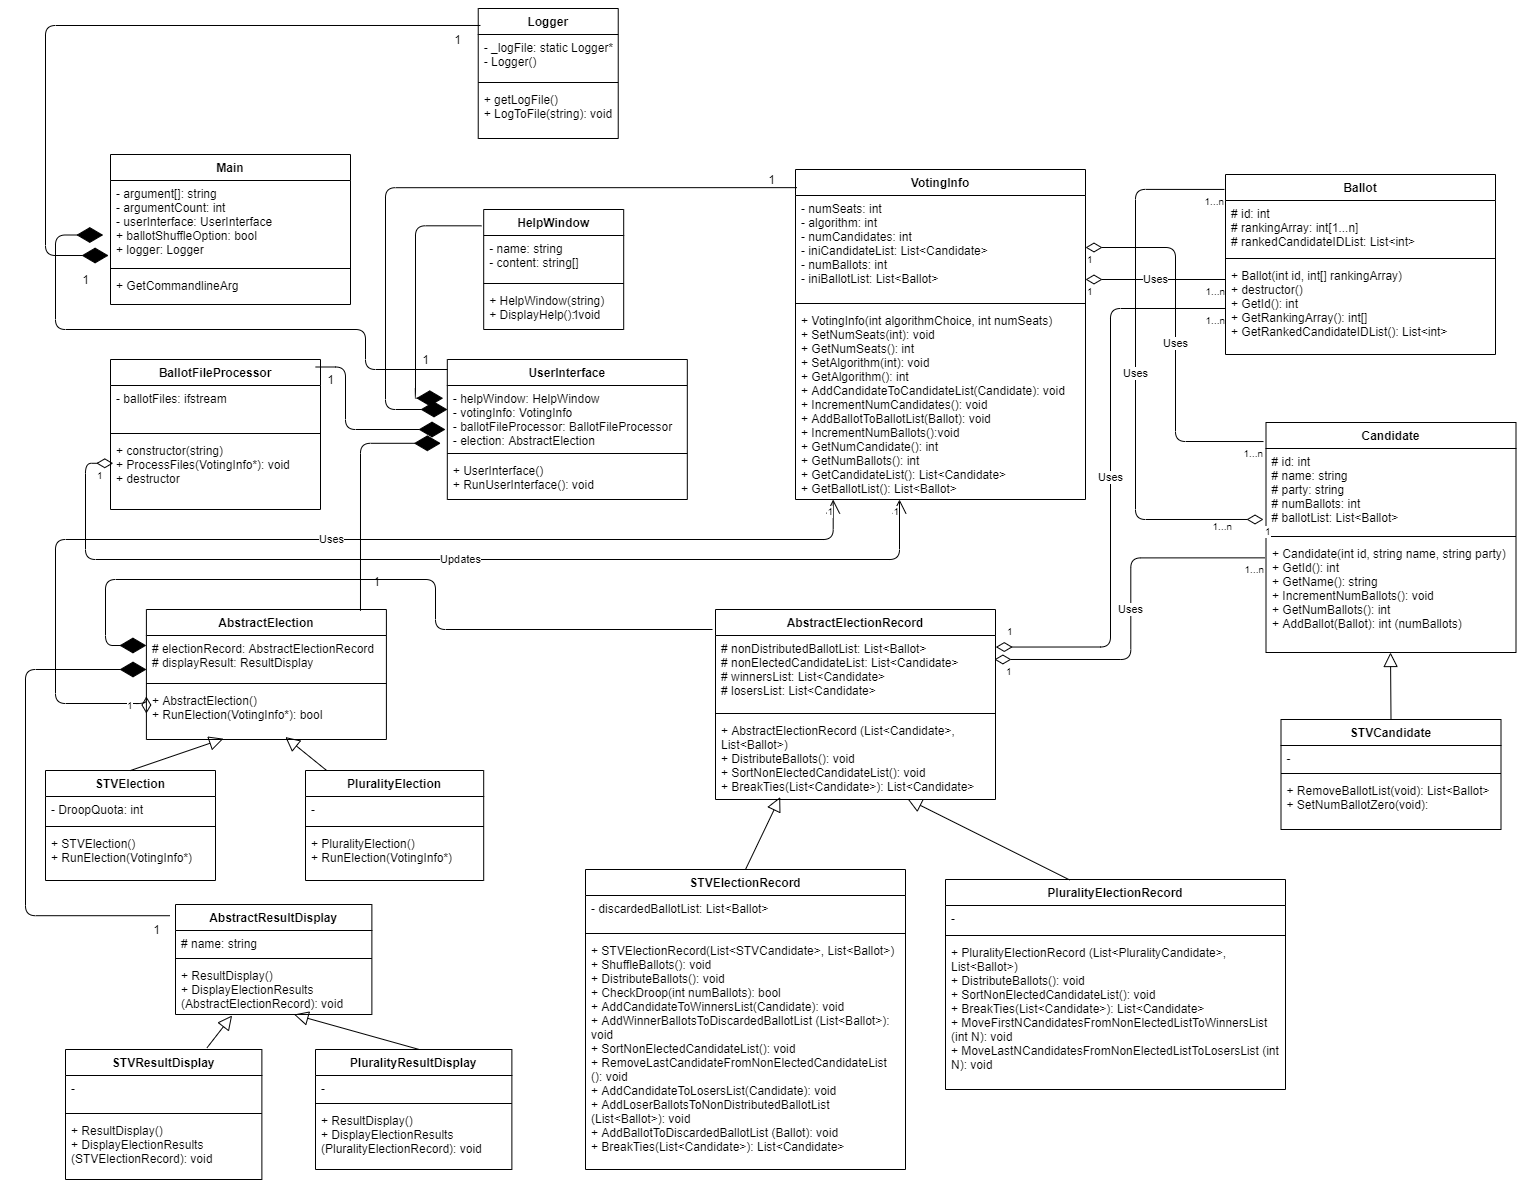 Logger
- _logFile: static Logger*
- Logger()
+ getLogFile()
+ LogToFile(string): void
1
Main
- argument[]: string
- argumentCount: int
- userInterface: UserInterface
+ ballotShuffleOption: bool
+ logger: Logger
+ GetCommandlineArg
1
HelpWindow
- name: string
- content: string[]
+ HelpWindow(string)
+ DisplayHelp(): void
1
VotingInfo
- numSeats: int
- algorithm: int
- numCandidates: int
- iniCandidateList: List<Candidate>
- numBallots: int
- iniBallotList: List<Ballot>
+ VotingInfo(int algorithmChoice, int numSeats)
+ SetNumSeats(int): void
+ GetNumSeats(): int
+ SetAlgorithm(int): void
+ GetAlgorithm(): int
+ AddCandidateToCandidateList(Candidate): void
+ IncrementNumCandidates(): void
+ AddBallotToBallotList(Ballot): void
+ IncrementNumBallots():void
+ GetNumCandidate(): int
+ GetNumBallots(): int
+ GetCandidateList(): List<Candidate>
+ GetBallotList(): List<Ballot>
1
1
1
1
1
Ballot
# id: int
# rankingArray: int[1...n]
# rankedCandidateIDList: List<int>
+ Ballot(int id, int[] rankingArray)
+ destructor()
+ GetId(): int
+ GetRankingArray(): int[]
+ GetRankedCandidateIDList(): List<int>
1...n
1...n
1...n
Uses
Uses
Uses
Uses
Uses
BallotFileProcessor
- ballotFiles: ifstream
+ constructor(string)
+ ProcessFiles(VotingInfo*): void
+ destructor
1
1
UserInterface
- helpWindow: HelpWindow
- votingInfo: VotingInfo
- ballotFileProcessor: BallotFileProcessor
- election: AbstractElection
+ UserInterface()
+ RunUserInterface(): void
1
Candidate
# id: int
# name: string
# party: string
# numBallots: int
# ballotList: List<Ballot>
+ Candidate(int id, string name, string party)
+ GetId(): int
+ GetName(): string
+ IncrementNumBallots(): void
+ GetNumBallots(): int
+ AddBallot(Ballot): int (numBallots)
1...n
1...n
1
1...n
Uses
Updates
1
AbstractElection
# electionRecord: AbstractElectionRecord
# displayResult: ResultDisplay
+ AbstractElection()
+ RunElection(VotingInfo*): bool
1
AbstractElectionRecord
# nonDistributedBallotList: List<Ballot>
# nonElectedCandidateList: List<Candidate>
# winnersList: List<Candidate>
# losersList: List<Candidate>
+ AbstractElectionRecord (List<Candidate>,
List<Ballot>)
+ DistributeBallots(): void
+ SortNonElectedCandidateList(): void
+ BreakTies(List<Candidate>): List<Candidate>
1
1
STVCandidate
-
+ RemoveBallotList(void): List<Ballot>
+ SetNumBallotZero(void):
STVElection
- DroopQuota: int
+ STVElection()
+ RunElection(VotingInfo*)
PluralityElection
-
+ PluralityElection()
+ RunElection(VotingInfo*)
STVElectionRecord
- discardedBallotList: List<Ballot>
+ STVElectionRecord(List<STVCandidate>, List<Ballot>)
+ ShuffleBallots(): void
+ DistributeBallots(): void
+ CheckDroop(int numBallots): bool
+ AddCandidateToWinnersList(Candidate): void
+ AddWinnerBallotsToDiscardedBallotList (List<Ballot>):
void
+ SortNonElectedCandidateList(): void
+ RemoveLastCandidateFromNonElectedCandidateList
(): void
+ AddCandidateToLosersList(Candidate): void
+ AddLoserBallotsToNonDistributedBallotList
(List<Ballot>): void
+ AddBallotToDiscardedBallotList (Ballot): void
+ BreakTies(List<Candidate>): List<Candidate>
PluralityElectionRecord
-
+ PluralityElectionRecord (List<PluralityCandidate>,
List<Ballot>)
+ DistributeBallots(): void
+ SortNonElectedCandidateList(): void
+ BreakTies(List<Candidate>): List<Candidate>
+ MoveFirstNCandidatesFromNonElectedListToWinnersList
(int N): void
+ MoveLastNCandidatesFromNonElectedListToLosersList (int
N): void
1
AbstractResultDisplay
# name: string
+ ResultDisplay()
+ DisplayElectionResults
(AbstractElectionRecord): void
STVResultDisplay
-
+ ResultDisplay()
+ DisplayElectionResults
(STVElectionRecord): void
PluralityResultDisplay
-
+ ResultDisplay()
+ DisplayElectionResults
(PluralityElectionRecord): void